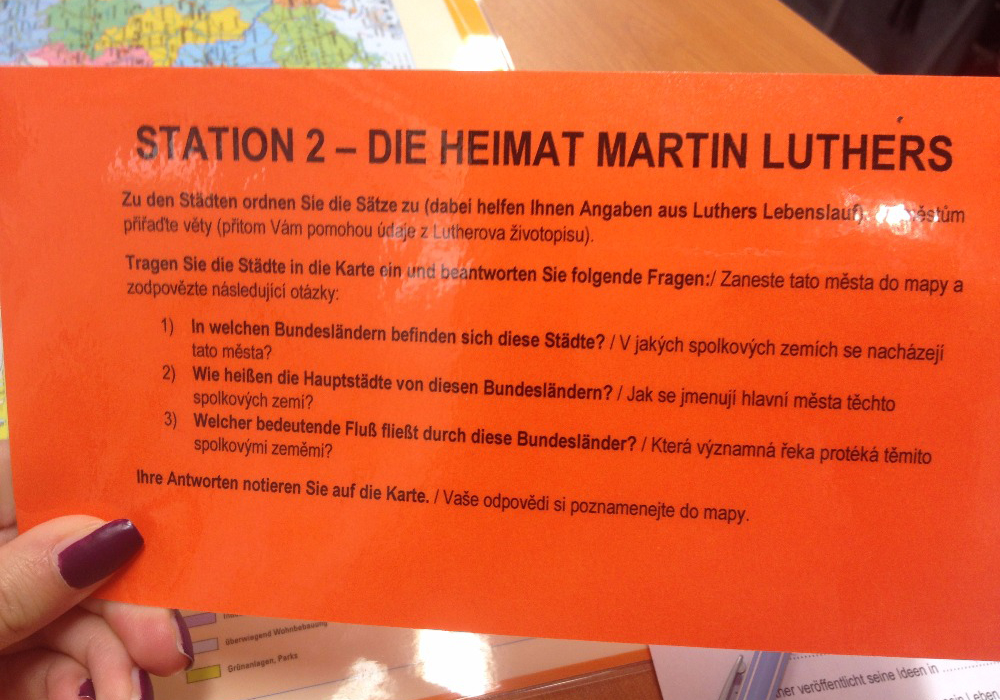 STATION 2 – DIE HEIMAT MARTIN LUTHERS
Zu den Städten ordnen Sie die Sätze zu (dabei helfen Ihnen Angaben aus Luthers Lebenslauf). městům
přiřaďte věty (přitom Vám pomohou údaje z Lutherova životopisu).
Tragen Sie die Städte in die Karte ein und beantworten Sie folgende Fragen:/ Zaneste tato města do mapy a
zodpovězte následující otázky:
1) In welchen Bundesländern befinden sich diese Städte? / V jakých spolkových zemích se nacházejí
tato města?
2) Wie heißen die Hauptstädte von diesen Bundesländern? / Jak se jmenují hlavní města těchto
spolkových zemí?
3) Welcher bedeutende Fluß fließt durch diese Bundesländer? / Která významná řeka protéká těmito
spolkovými zeměmi?
Ihre Antworten notieren Sie auf die Karte. / Vaše odpovědi si poznamenejte do mapy.
überwiegend Wohnbebauung
Grünanlagen, Parks
veröffentlicht seine Ideen in